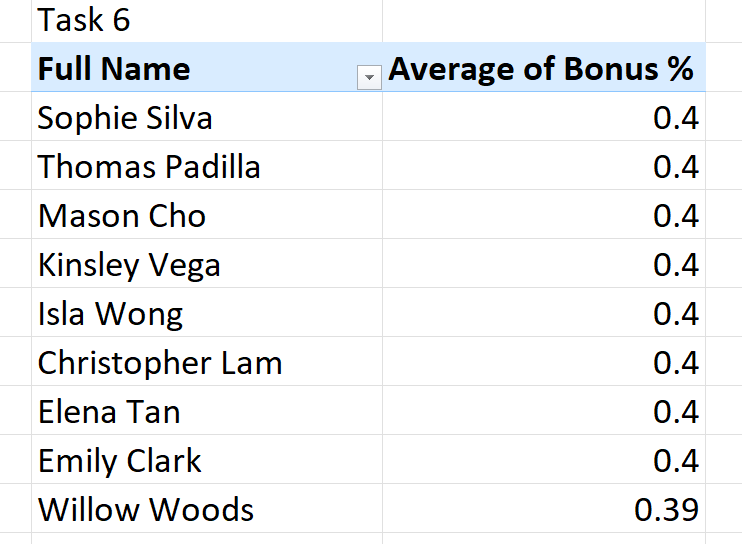 Task 6
Full Name Average of Bonus %
Sophie Silva 0.4
Thomas Padilla 0.4
Mason Cho 0.4
Kinsley Vega 0.4
Isla Wong 0.4
Christopher Lam 0.4
Elena Tan 0.4
Emily Clark 0.4
Willow Woods 0.39